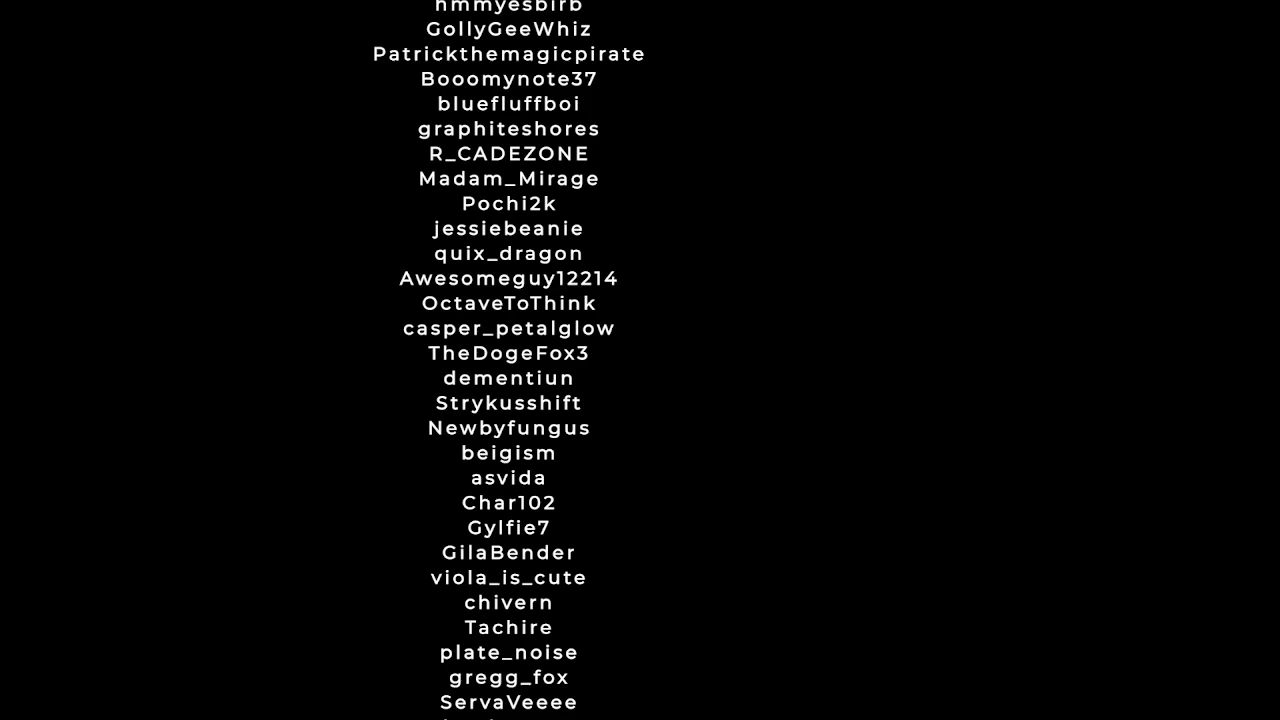 hmmyesbirb
GollyGeeWhiz
Patrickthemagicpirate
Booomynote37
bluefluffboi
graphiteshores
R_CADEZONE
Madam_Mirage
Pochi2k
jessiebeanie
quix_dragon
Awesomeguy12214
OctaveToThink
casper_petalglow
TheDogeFox3
dementiun
Strykusshift
Newbyfungus
beigism
asvida
Char102
Gylfie7
GilaBender
viola_is_cute
chivern
Tachire
plate_noise
gregg_fox
ServaVeeee